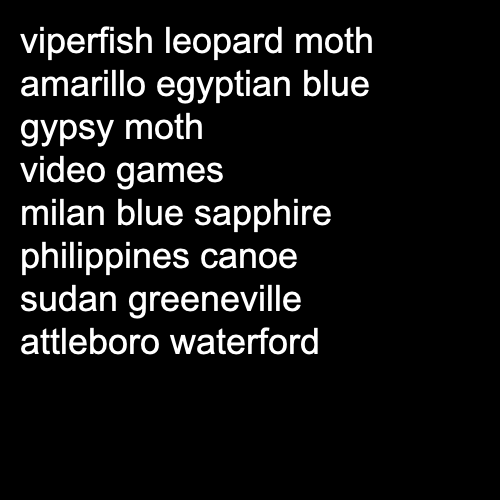 viperfish leopard moth
amarillo egyptian blue
gypsy moth
video games
milan blue sapphire
philippines canoe
sudan greeneville
attleboro waterford